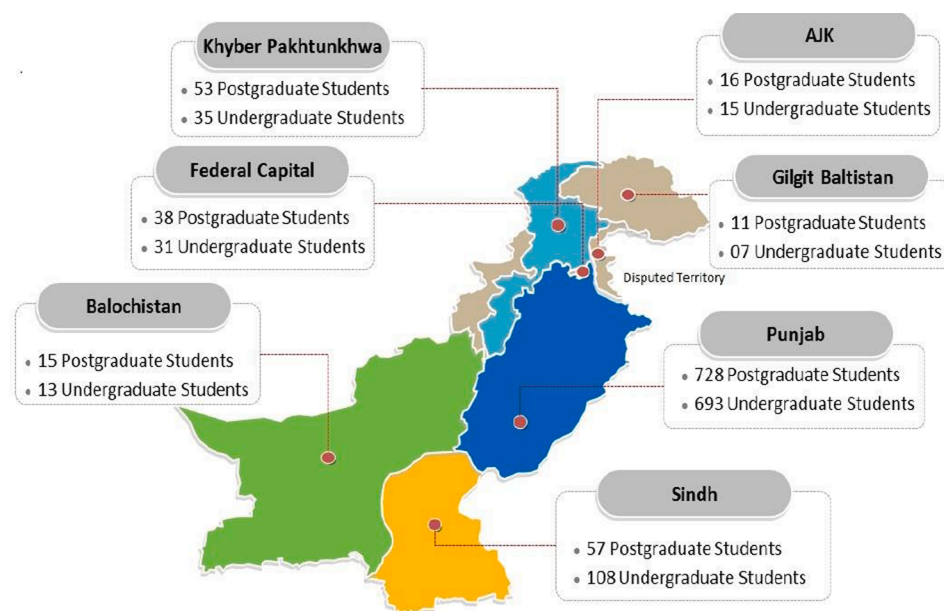 Khyber Pakhtunkhwa
• 53 Postgraduate Students
• 35 Undergraduate Students
AJK
• 16 Postgraduate Students
• 15 Undergraduate Students
Federal Capital
• 38 Postgraduate Students
• 31 Undergraduate Students
Gilgit Baltistan
• 11 Postgraduate Students
• 07 Undergraduate Students
Disputed Territory
Balochistan
• 15 Postgraduate Students
• 13 Undergraduate Students
Punjab
• 728 Postgraduate Students
• 693 Undergraduate Students
Sindh
• 57 Postgraduate Students
• 108 Undergraduate Students